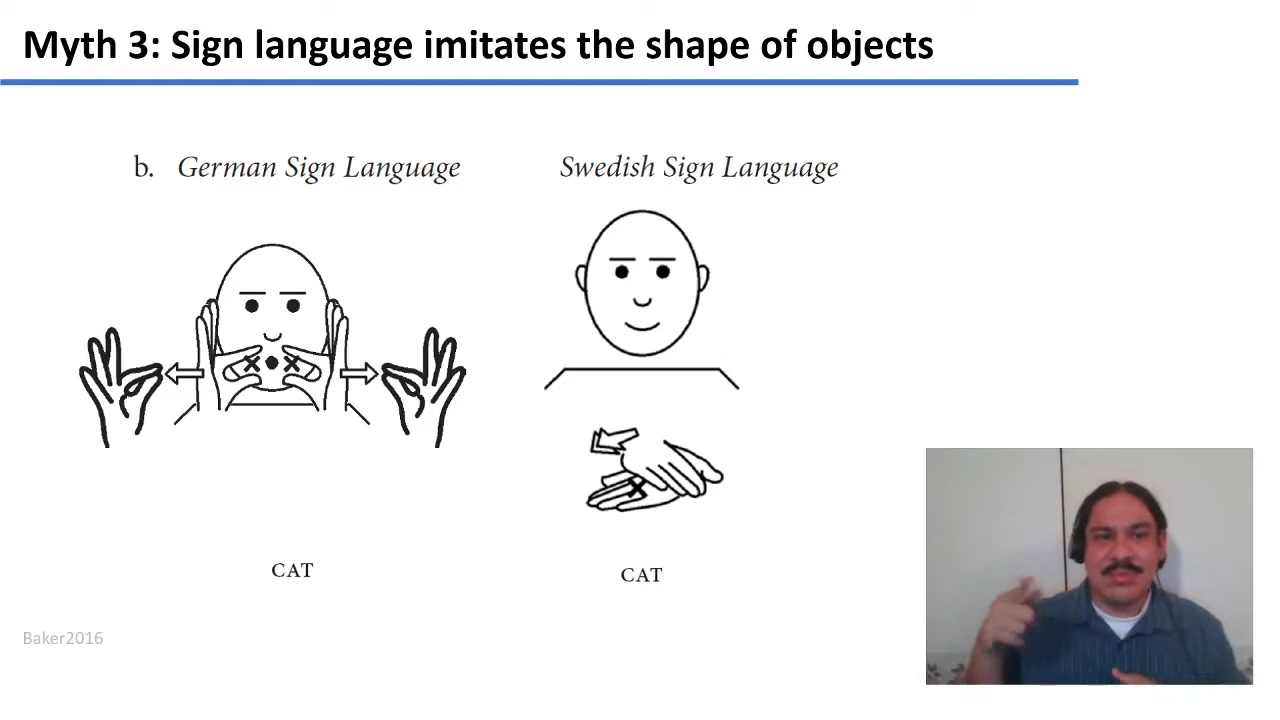 Myth 3: Sign language imitates the shape of objects
b. German Sign Language
Swedish Sign Language
CAT
CAT
Baker2016